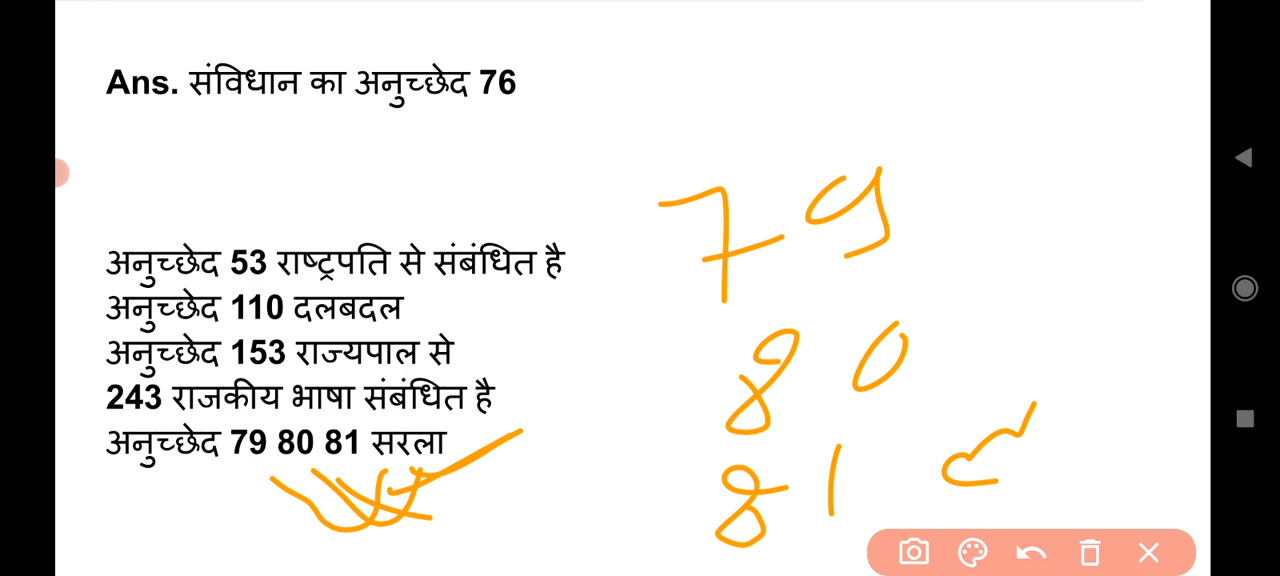 Ans. संविधान का अनुच्छेद 76
अनुच्छेद 53 राष्ट्रपति से संबंधित है
अनुच्छेद 110 दलबदल
अनुच्छेद 153 राज्यपाल से
243 राजकीय भाषा संबंधित है
अनुच्छेद 79 80 81 सरला
79
80
81